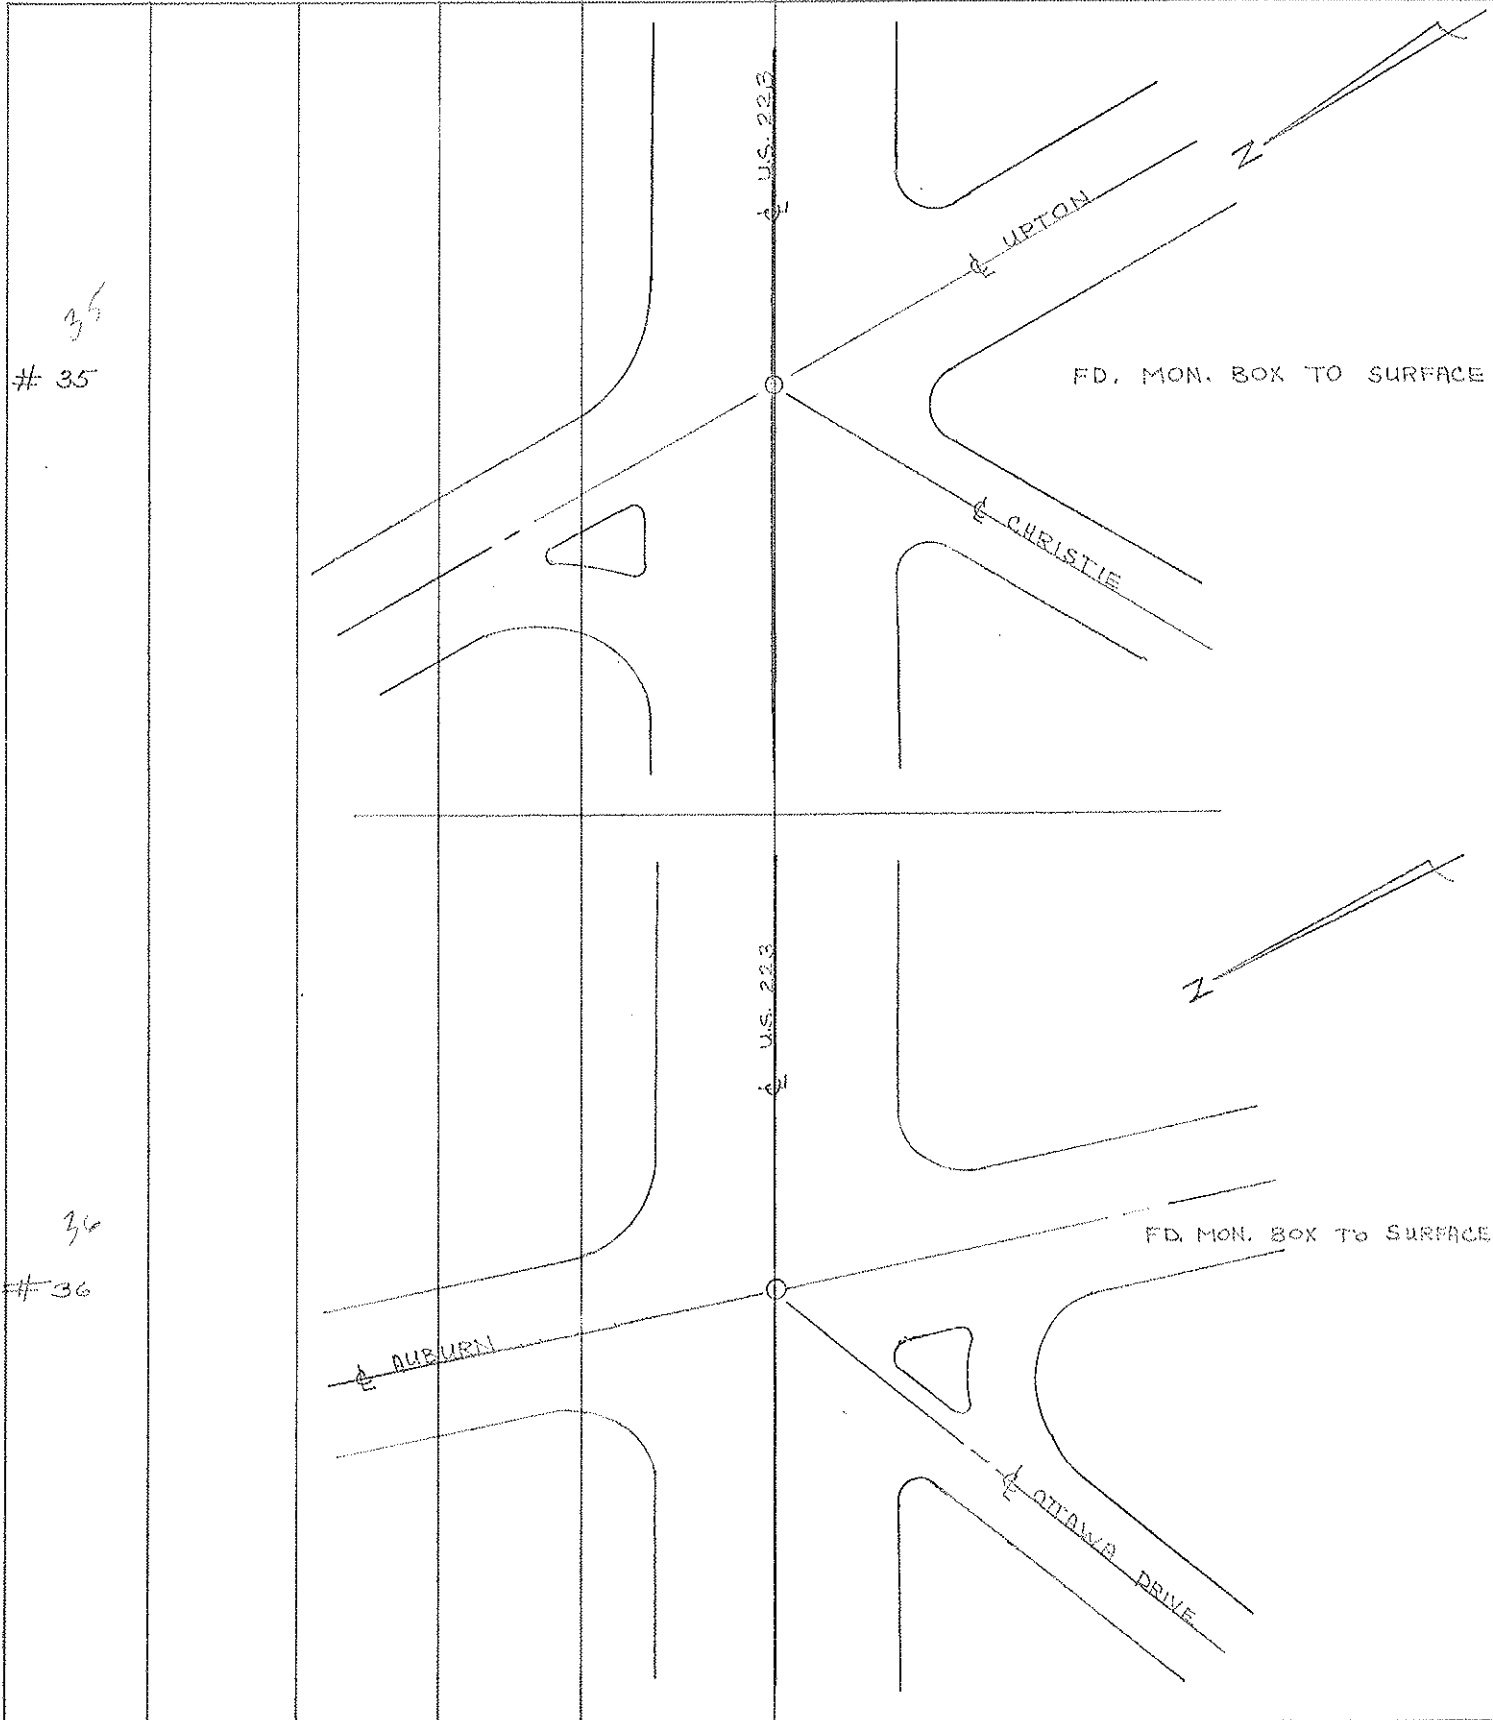 ℄ U.S. 223
℄ UPTON
N
35
# 35
FD. MON. BOX TO SURFACE
℄ CHRISTIE
℄ U.S. 223
N
36
# 36
FD. MON. BOX TO SURFACE
℄ AUBURN
℄ OTTAWA DRIVE